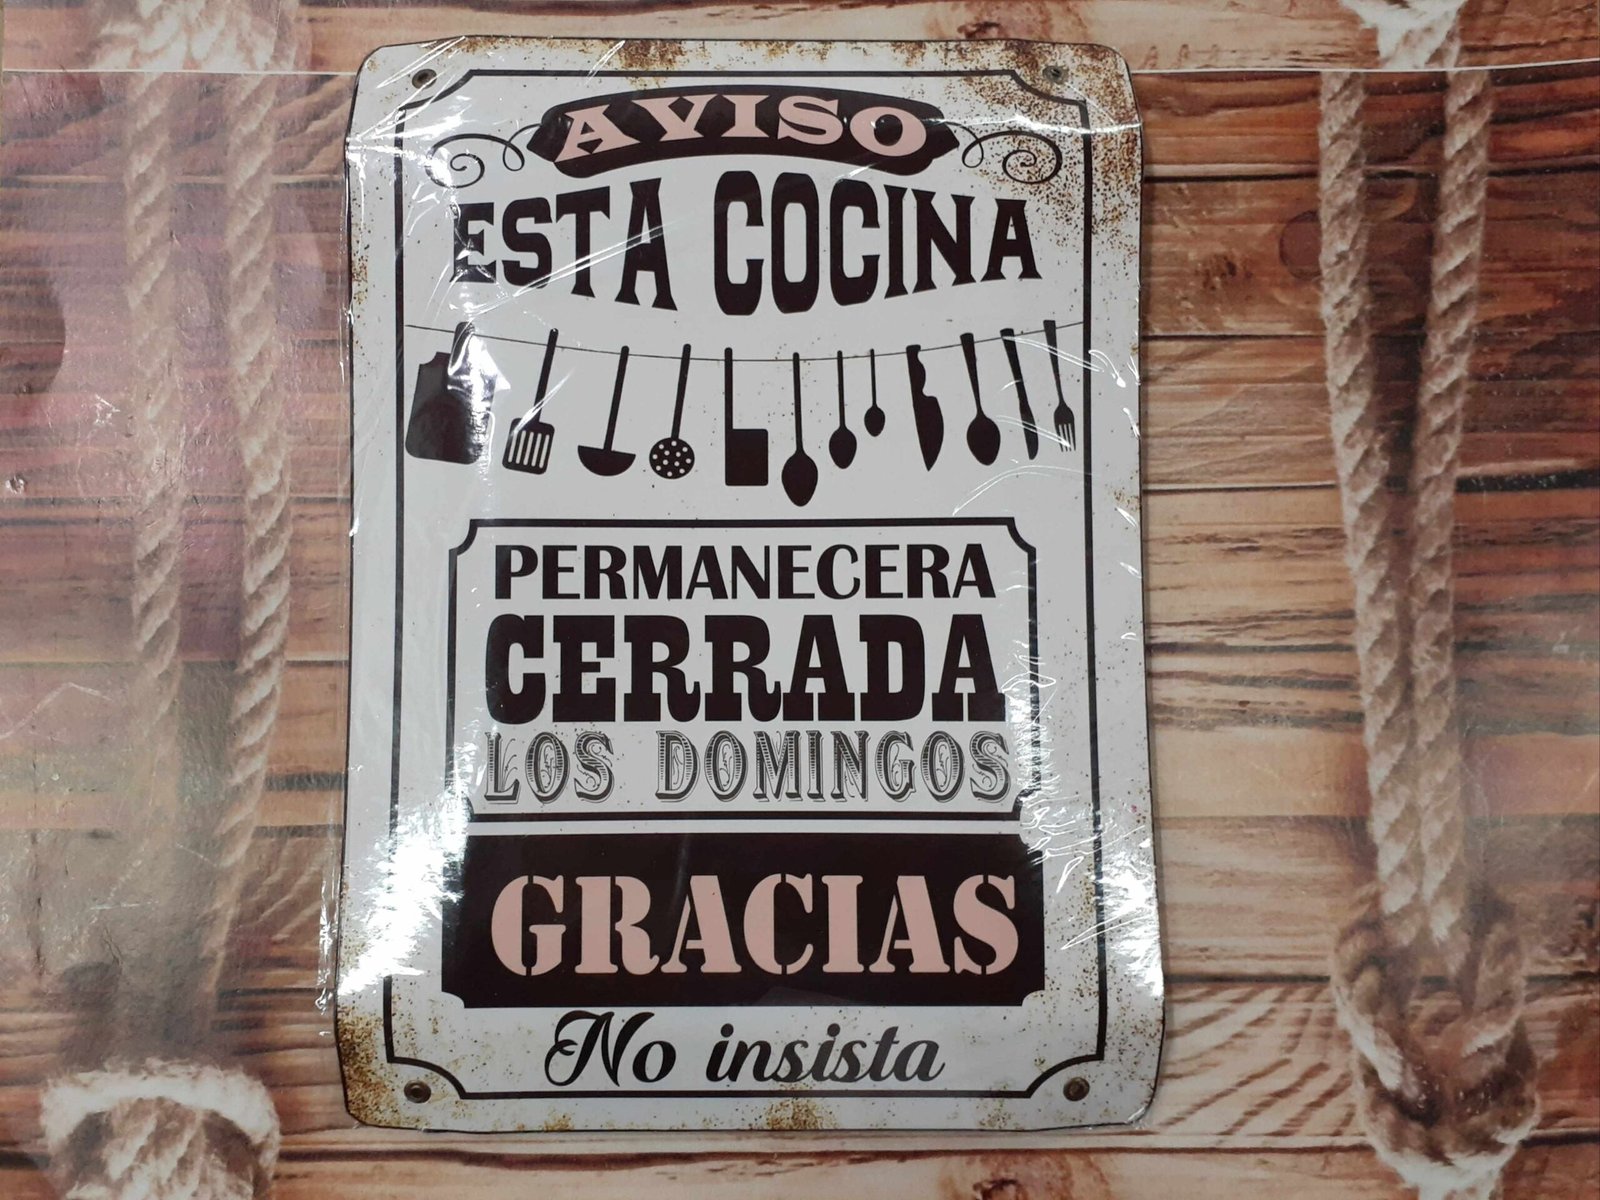 AVISO
ESTA COCINA
PERMANECERA
CERRADA
LOS DOMINGOS
GRACIAS
No insista